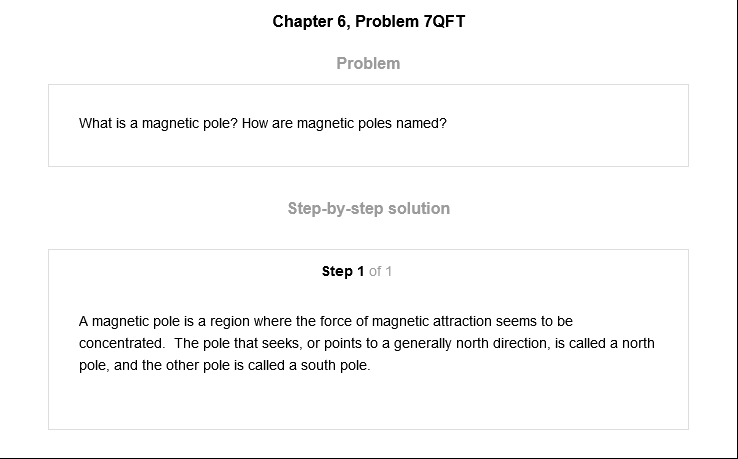 Chapter 6, Problem 7QFT
Problem
What is a magnetic pole? How are magnetic poles named?
Step-by-step solution
Step 1 of 1
A magnetic pole is a region where the force of magnetic attraction seems to be
concentrated.  The pole that seeks, or points to a generally north direction, is called a north
pole, and the other pole is called a south pole.